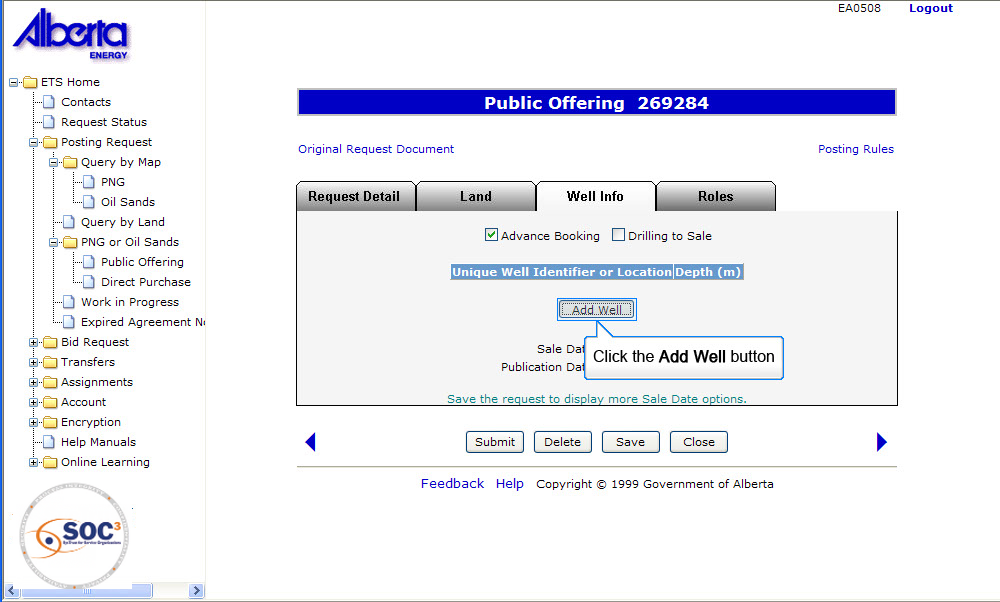 EA0508 Logout
Alberta
ENERGY
ETS Home
Contacts
Request Status
Posting Request
Query by Map
PNG
Oil Sands
Query by Land
PNG or Oil Sands
Public Offering
Direct Purchase
Work in Progress
Expired Agreement No
Bid Request
Transfers
Assignments
Account
Encryption
Help Manuals
Online Learning
SOC3
SysTrust for Service Organizations
Public Offering 269284
Original Request Document Posting Rules
Request Detail Land Well Info Roles
Advance Booking Drilling to Sale
Unique Well Identifier or Location Depth (m)
Add Well
Click the Add Well button
Sale Dat
Publication Dat
Save the request to display more Sale Date options.
Submit Delete Save Close
Feedback Help Copyright © 1999 Government of Alberta